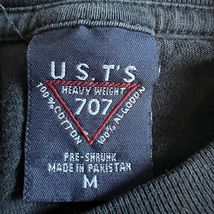 U.S.T'S
HEAVY WEIGHT
707
100% COTTON
100% ALGODON
PRE-SHRUNK
MADE IN PAKISTAN
M